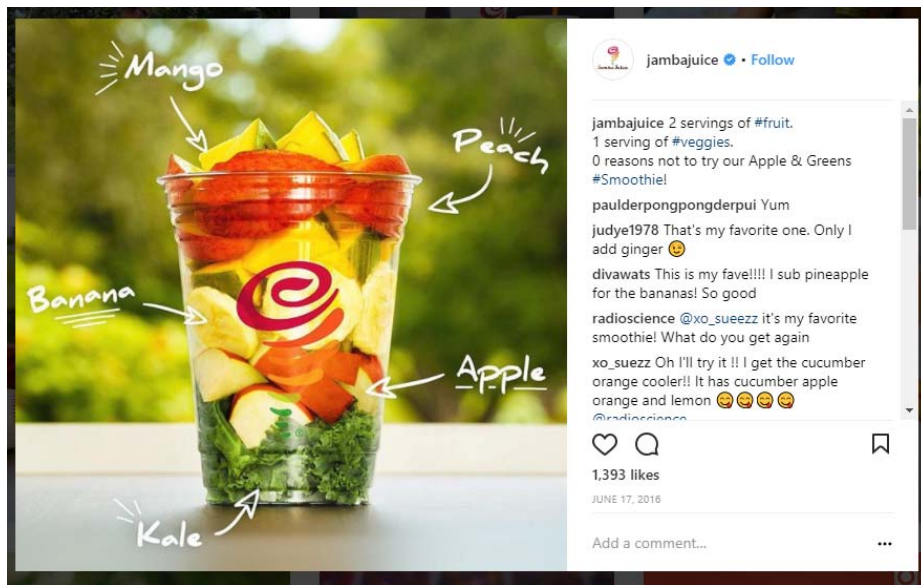 Mango
Peach
Banana
Apple
Kale
jambajuice • Follow
jambajuice 2 servings of #fruit.
1 serving of #veggies.
0 reasons not to try our Apple & Greens
#Smoothie!
paulderpongpongderpui Yum
judye1978 That's my favorite one. Only I
add ginger 😉
divawats This is my fave!!!! I sub pineapple
for the bananas! So good
radioscience @xo_sueezz it's my favorite
smoothie! What do you get again
xo_suezz Oh I'll try it !! I get the cucumber
orange cooler!! It has cucumber apple
orange and lemon 😋😋😋😋
@radioscience
1,393 likes
JUNE 17, 2016
Add a comment...